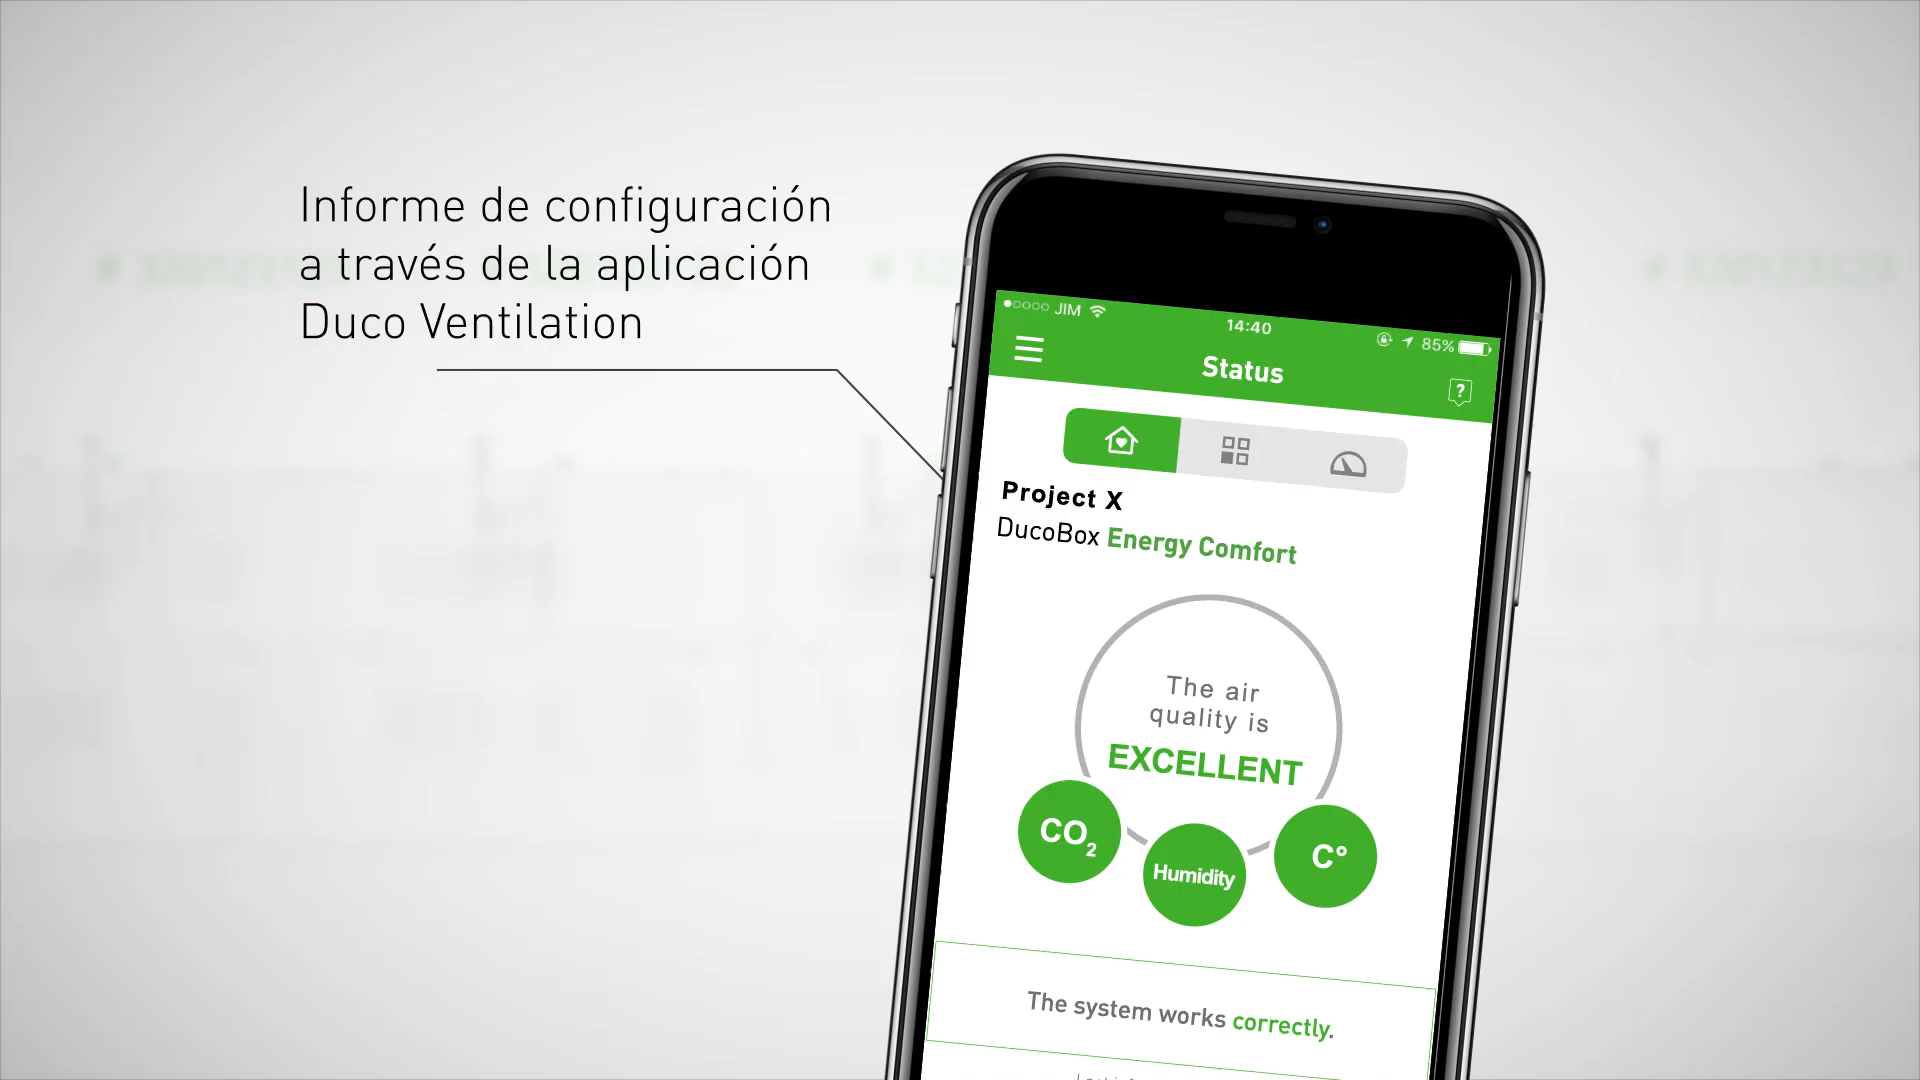 Informe de configuración
a través de la aplicación
Duco Ventilation
JIM
14:40
85%
Status
?
Project X
DucoBox Energy Comfort
The air
quality is
EXCELLENT
CO₂
Humidity
C°
The system works correctly.